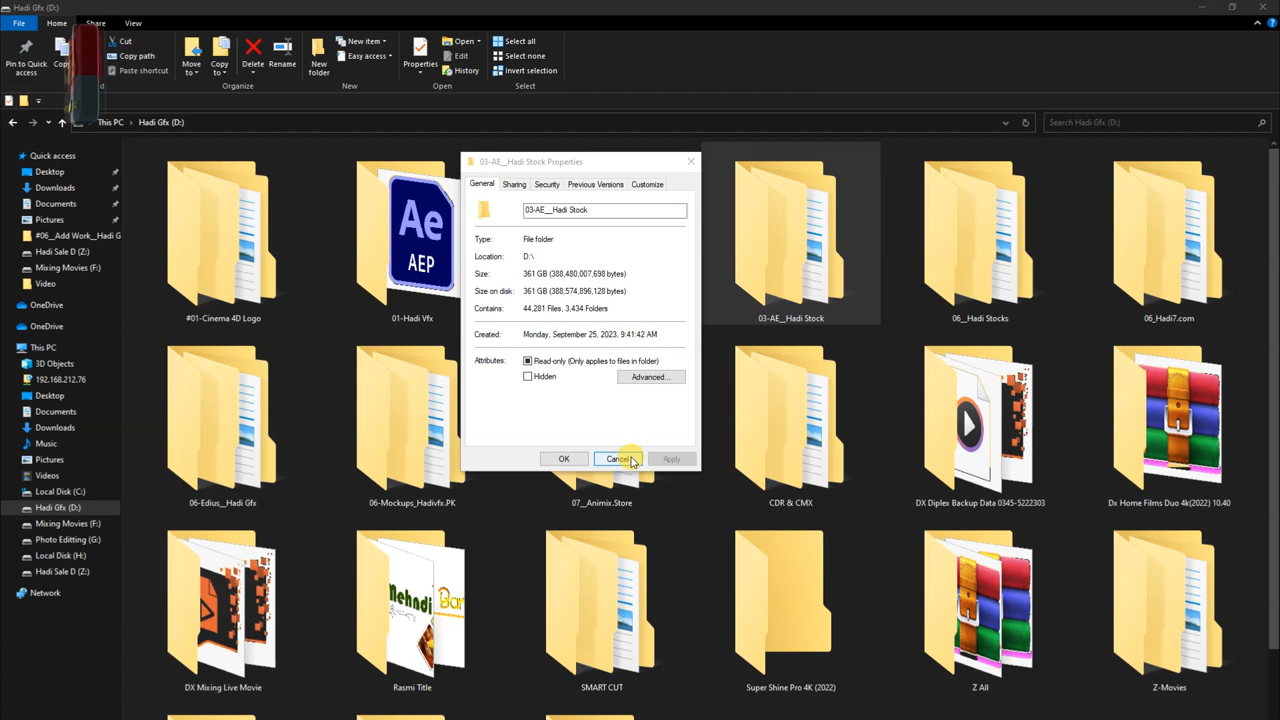 Hadi Gfx (D:)
File Home Share View
Pin to Quick access
Cut
Copy path
Paste shortcut
Move to
Copy to
Delete
Rename
New folder
New item
Easy access
Properties
Open
Edit
History
Select all
Select none
Invert selection
Organize New Open Select
This PC Hadi Gfx (D:)
Search Hadi Gfx (D:)
Quick access
Desktop
Downloads
Documents
Pictures
#06__Add Work__Hadi G
Hadi Sale D (Z:)
Mixing Movies (F:)
Video
OneDrive
OneDrive
This PC
3D Objects
192.168.212.76
Desktop
Documents
Downloads
Music
Pictures
Videos
Local Disk (C:)
Hadi Gfx (D:)
Mixing Movies (F:)
Photo Editting (G:)
Local Disk (H:)
Hadi Sale D (Z:)
Network
Ae
AEP
#01-Cinema 4D Logo
01-Hadi Vfx
03-AE__Hadi Stock
06__Hadi Stocks
06_Hadi7.com
06-Edius__Hadi Gfx
06-Mockups_Hadivfx.PK
07__Animix.Store
CDR & CMX
DX Diplex Backup Data 0345-5222303
Dx Home Films Duo 4k(2022) 10.40
Mehndi
DX Mixing Live Movie
Rasmi Title
SMART CUT
Super Shine Pro 4K (2022)
Z All
Z-Movies
03-AE__Hadi Stock Properties
General Sharing Security Previous Versions Customize
03-AE__Hadi Stock
Type: File folder
Location: D:\
Size: 361 GB (388,480,007,698 bytes)
Size on disk: 361 GB (388,574,896,128 bytes)
Contains: 44,281 Files, 3,434 Folders
Created: Monday, September 25, 2023, 9:41:42 AM
Attributes: Read-only (Only applies to files in folder)
Hidden Advanced...
OK Cancel Apply